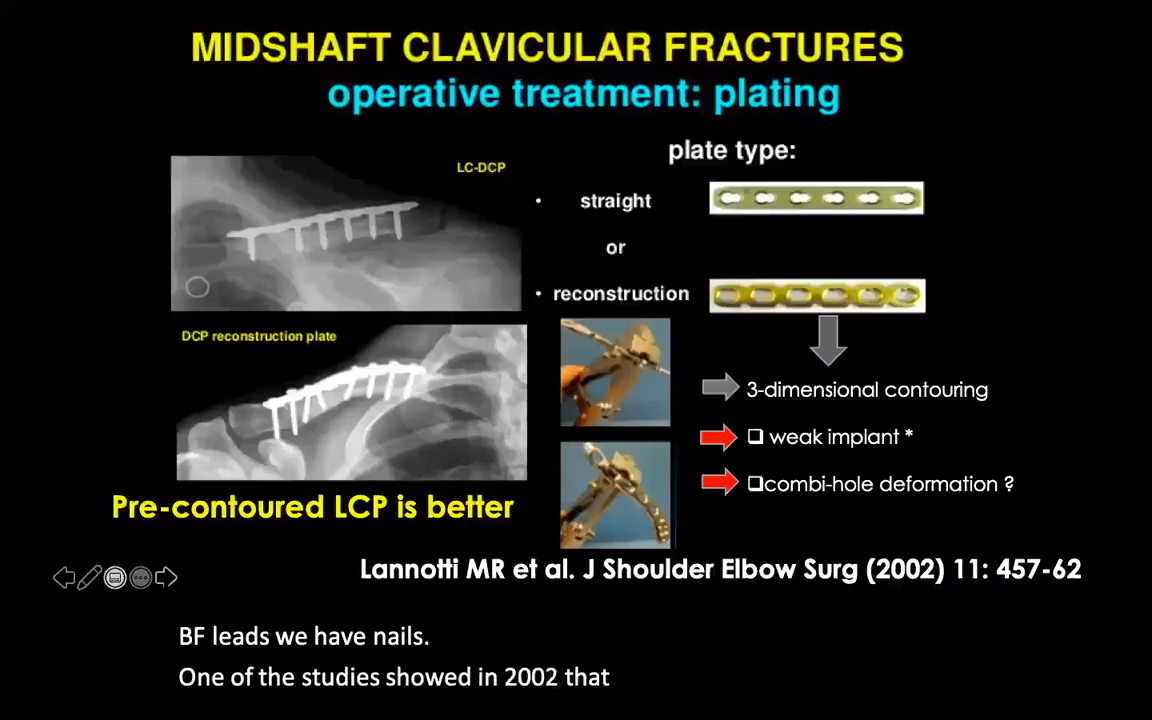 MIDSHAFT CLAVICULAR FRACTURES
operative treatment: plating
plate type:
LC-DCP
• straight
or
• reconstruction
DCP reconstruction plate
3-dimensional contouring
❑ weak implant *
❑combi-hole deformation ?
Pre-contoured LCP is better
Lannotti MR et al. J Shoulder Elbow Surg (2002) 11: 457-62
BF leads we have nails.
One of the studies showed in 2002 that